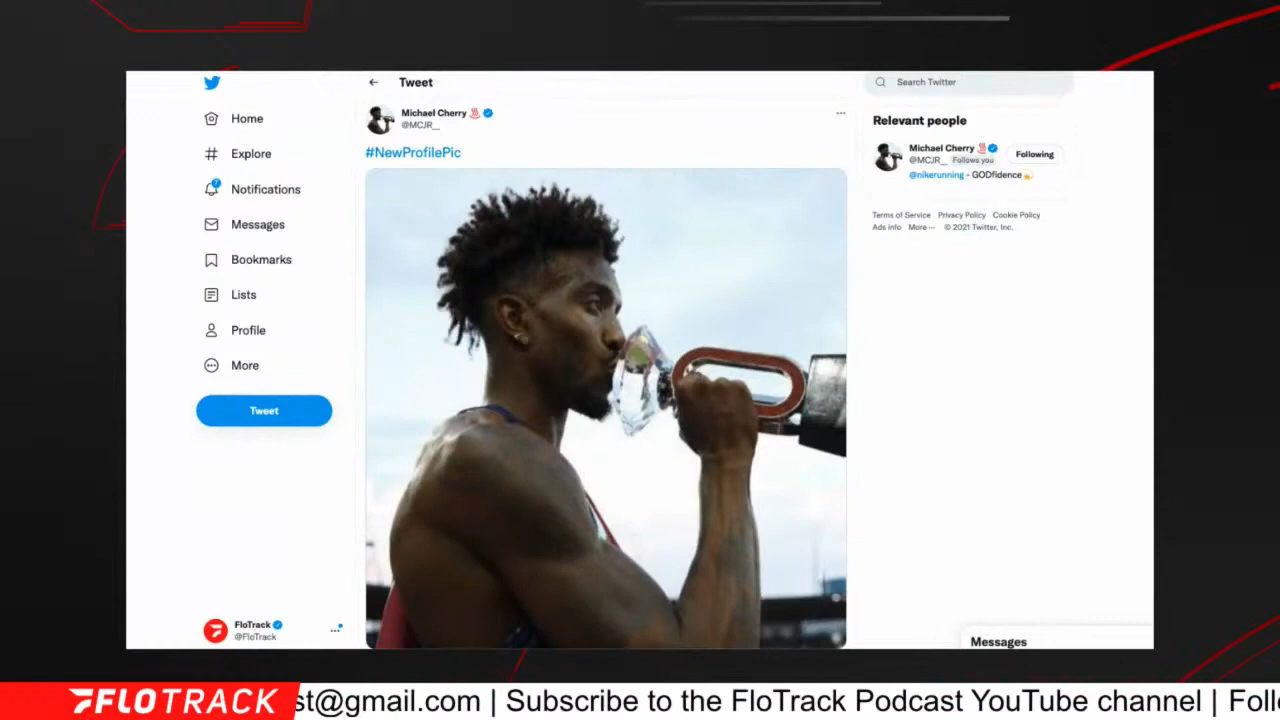 Tweet
Search Twitter
Home
Explore
Notifications
Messages
Bookmarks
Lists
Profile
More
Tweet
FloTrack
@FloTrack
Michael Cherry
@MCJR__
#NewProfilePic
Relevant people
Michael Cherry
@MCJR__ Follows you
Following
@nikerunning - GODfidence
Terms of Service Privacy Policy Cookie Policy
Ads info More ··· © 2021 Twitter, Inc.
Messages
FLOTRACK
st@gmail.com | Subscribe to the FloTrack Podcast YouTube channel | Foll